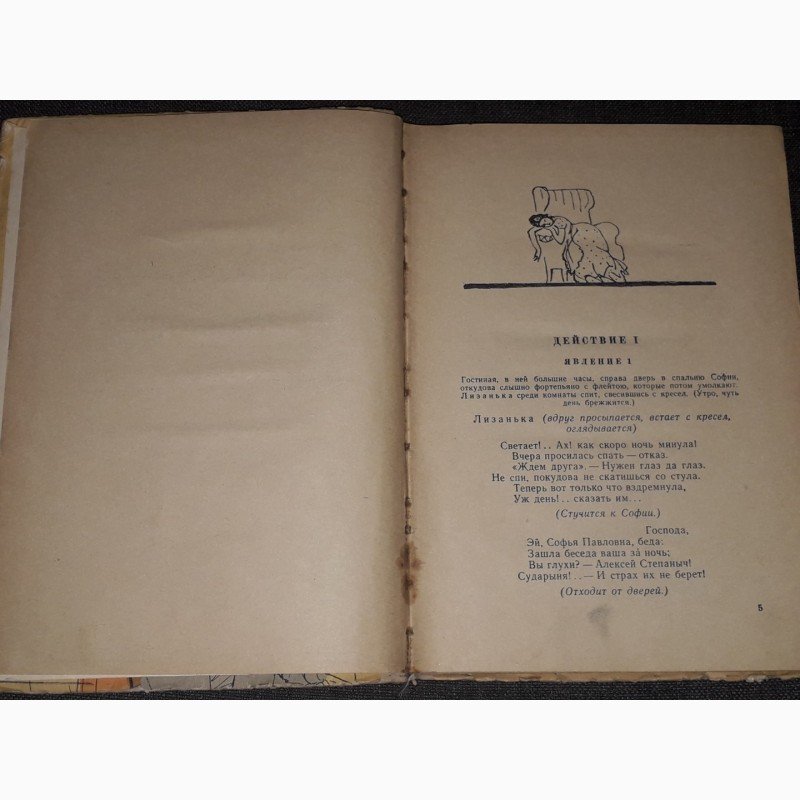 ДЕЙСТВИЕ I
ЯВЛЕНИЕ 1
Гостиная, в ней большие часы, справа дверь в спальню Софии,
откудова слышно фортепьяно с флейтою, которые потом умолкают.
Лизанька среди комнаты спит, свесившись с кресел. (Утро, чуть
день брежжится.)
Лизанька (вдруг просыпается, встает с кресел,
оглядывается)
Светает!.. Ах! как скоро ночь минула!
Вчера просилась спать — отказ.
«Ждем друга». — Нужен глаз да глаз.
Не спи, покудова не скатишься со стула.
Теперь вот только что вздремнула,
Уж день!.. сказать им...
(Стучится к Софии.)
Господа,
Эй, Софья Павловна, беда:
Зашла беседа ваша за́ ночь;
Вы глухи? — Алексей Степаныч!
Сударыня!.. — И страх их не берет!
(Отходит от дверей.)
5